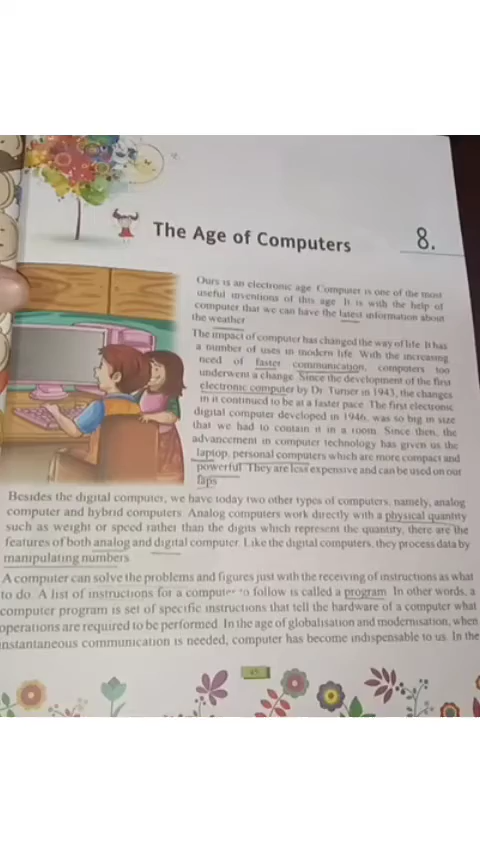 The Age of Computers
8.
Ours is an electronic age. Computer is one of the most
useful inventions of this age. It is with the help of
computer that we can have the latest information about
the weather.
The impact of computer has changed the way of life. It has
a number of uses in modern life. With the increasing
need of faster communication, computers too
underwent a change. Since the development of the first
electronic computer by Dr. Turner in 1943, the changes
in it continued to be at a faster pace. The first electronic
digital computer developed in 1946, was so big in size
that we had to contain it in a room. Since then, the
advancement in computer technology has given us the
laptop, personal computers which are more compact and
powerful. They are less expensive and can be used on our
laps.
Besides the digital computer, we have today two other types of computers, namely, analog
computer and hybrid computers. Analog computers work directly with a physical quantity
such as weight or speed rather than the digits which represent the quantity, there are the
features of both analog and digital computer. Like the digital computers, they process data by
manipulating numbers.
A computer can solve the problems and figures just with the receiving of instructions as what
to do. A list of instructions for a computer to follow is called a program. In other words, a
computer program is set of specific instructions that tell the hardware of a computer what
operations are required to be performed. In the age of globalisation and modernisation, when
instantaneous communication is needed, computer has become indispensable to us. In the